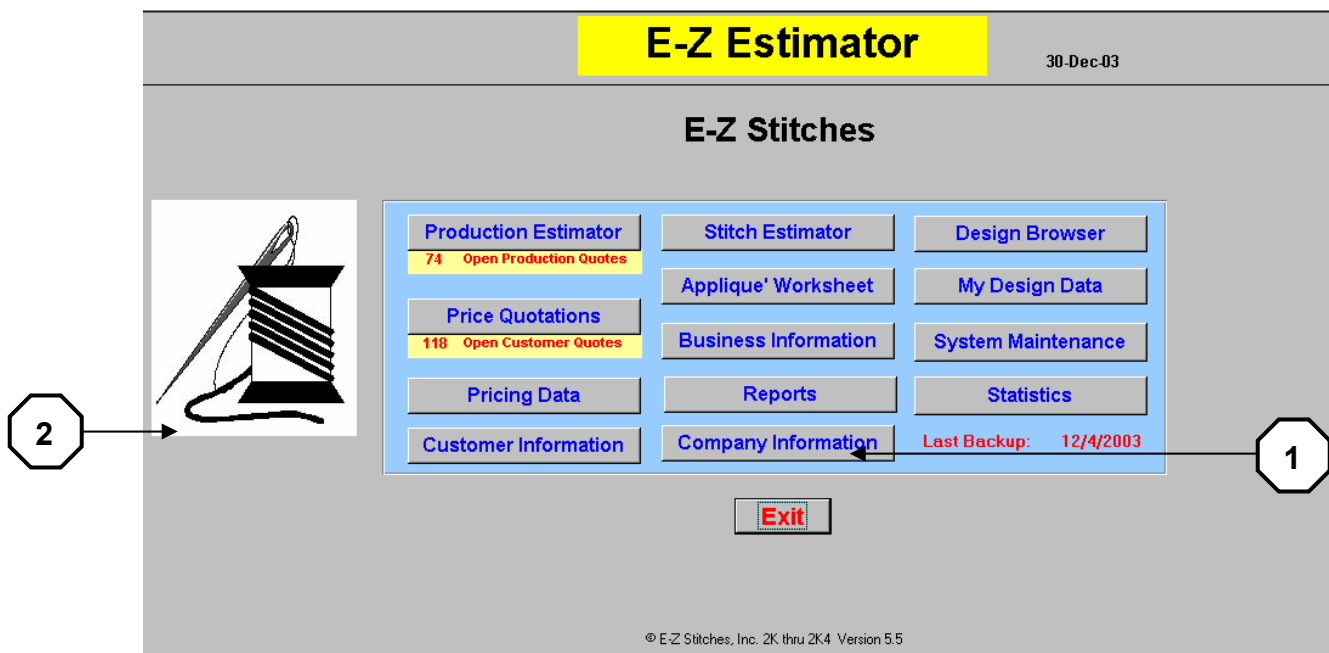 E-Z Estimator
30-Dec-03
E-Z Stitches
Production Estimator
74 Open Production Quotes
Price Quotations
118 Open Customer Quotes
Pricing Data
Customer Information
Stitch Estimator
Applique' Worksheet
Business Information
Reports
Company Information
Design Browser
My Design Data
System Maintenance
Statistics
Last Backup: 12/4/2003
2
1
Exit
© E-Z Stitches, Inc. 2K thru 2K4 Version 5.5